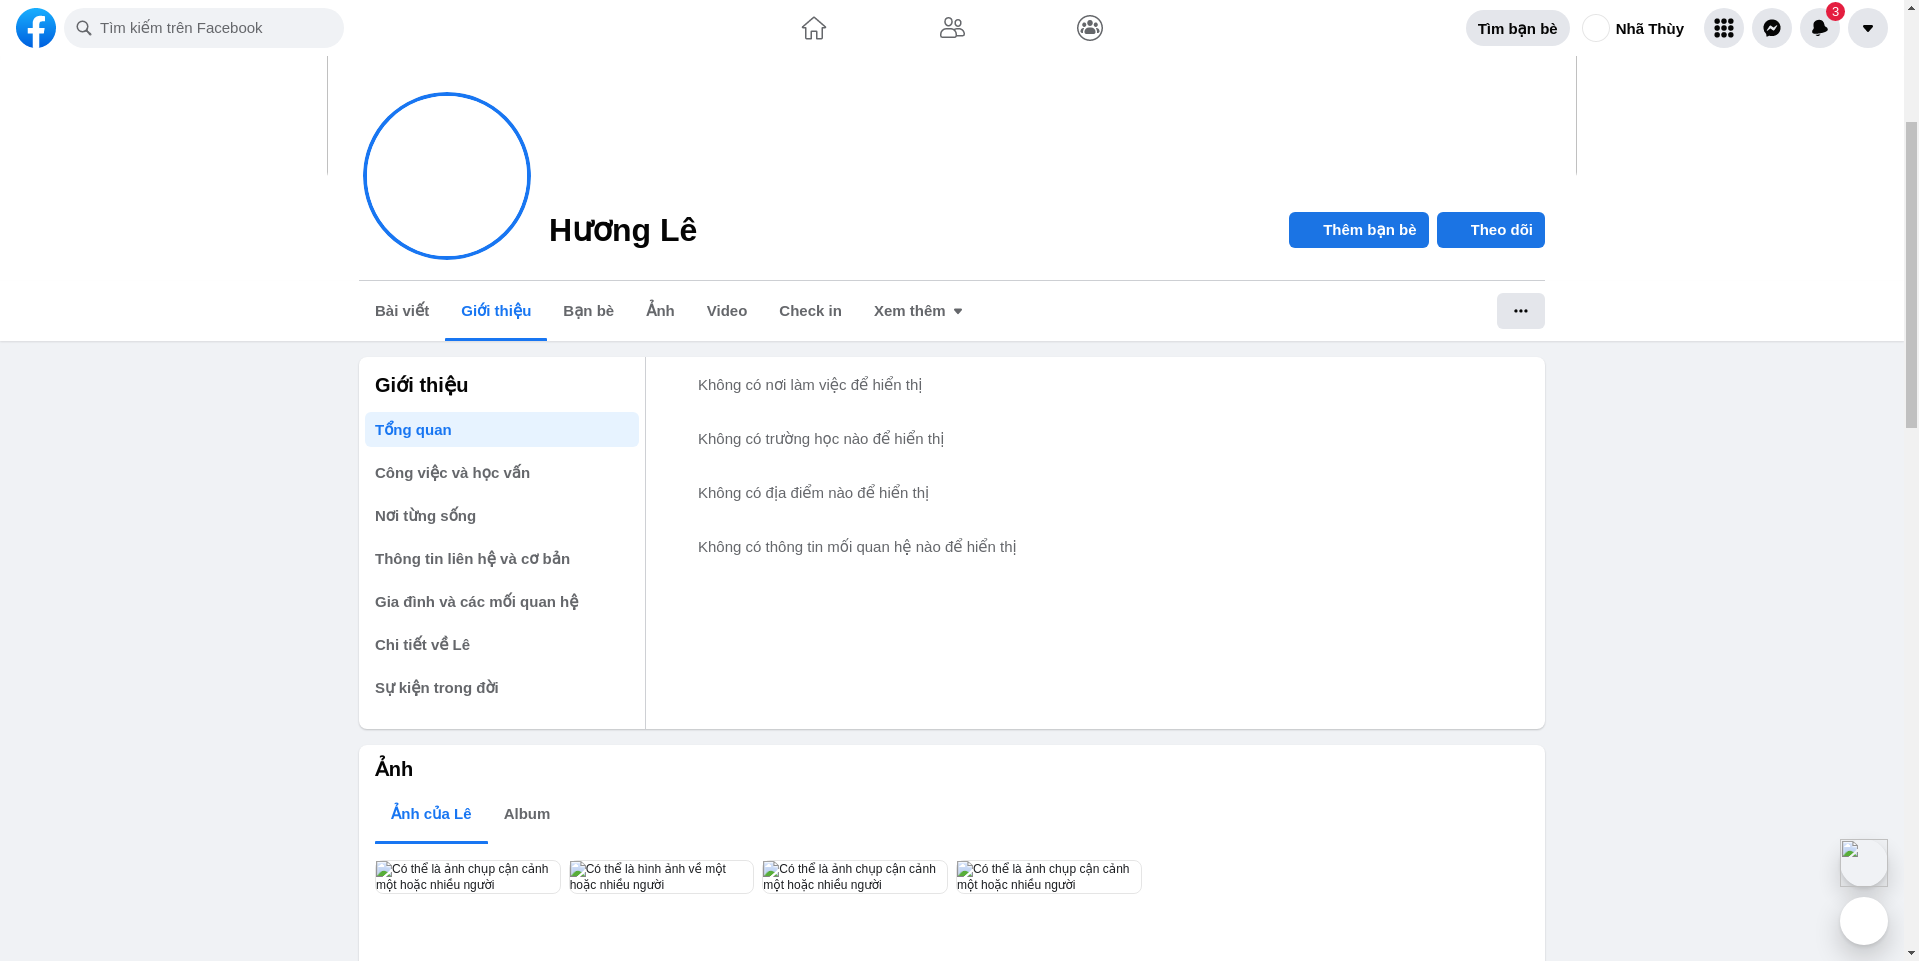 Tìm kiếm trên Facebook
Tìm bạn bè
Nhã Thùy
3
Hương Lê
Thêm bạn bè
Theo dõi
Bài viết
Giới thiệu
Bạn bè
Ảnh
Video
Check in
Xem thêm
Giới thiệu
Tổng quan
Công việc và học vấn
Nơi từng sống
Thông tin liên hệ và cơ bản
Gia đình và các mối quan hệ
Chi tiết về Lê
Sự kiện trong đời
Không có nơi làm việc để hiển thị
Không có trường học nào để hiển thị
Không có địa điểm nào để hiển thị
Không có thông tin mối quan hệ nào để hiển thị
Ảnh
Ảnh của Lê
Album
Có thể là ảnh chụp cận cảnh
một hoặc nhiều người
Có thể là hình ảnh về một
hoặc nhiều người
Có thể là ảnh chụp cận cảnh
một hoặc nhiều người
Có thể là ảnh chụp cận cảnh
một hoặc nhiều người